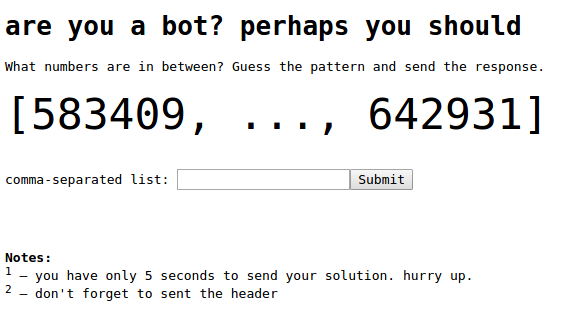 are you a bot? perhaps you should
What numbers are in between? Guess the pattern and send the response.
[583409, ..., 642931]
comma-separated list: Submit
Notes:
1 – you have only 5 seconds to send your solution. hurry up.
2 – don't forget to sent the header